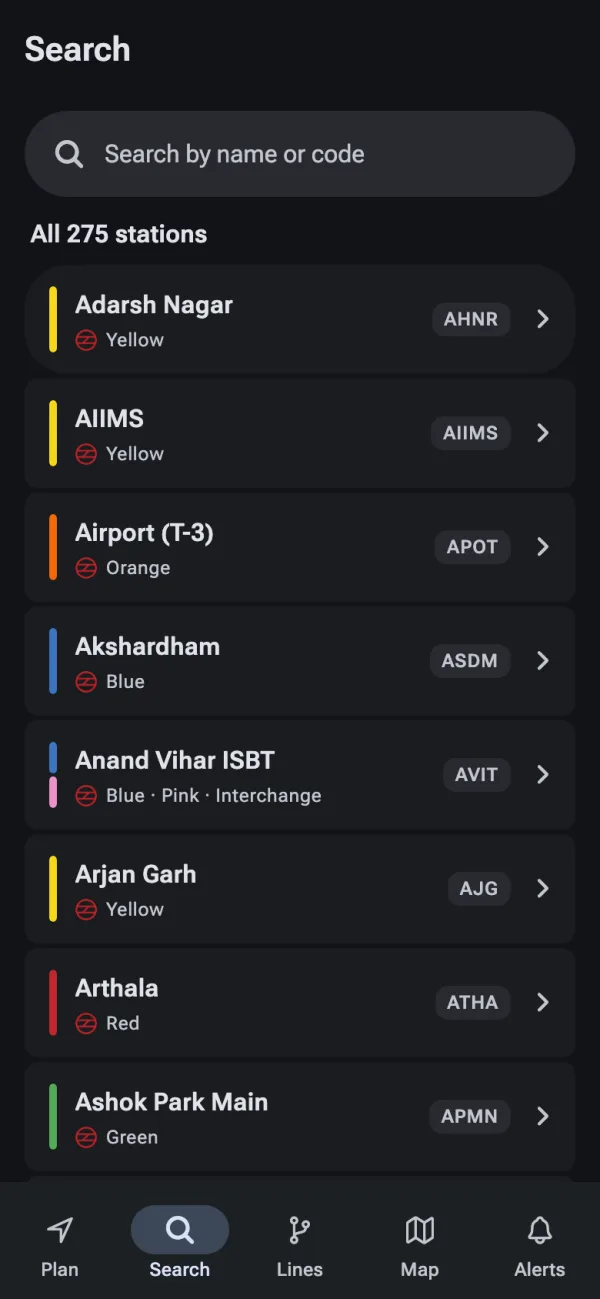 Search
Search by name or code
All 275 stations
Adarsh Nagar
Yellow
AHNR
AIIMS
Yellow
AIIMS
Airport (T-3)
Orange
APOT
Akshardham
Blue
ASDM
Anand Vihar ISBT
Blue · Pink · Interchange
AVIT
Arjan Garh
Yellow
AJG
Arthala
Red
ATHA
Ashok Park Main
Green
APMN
Plan
Search
Lines
Map
Alerts